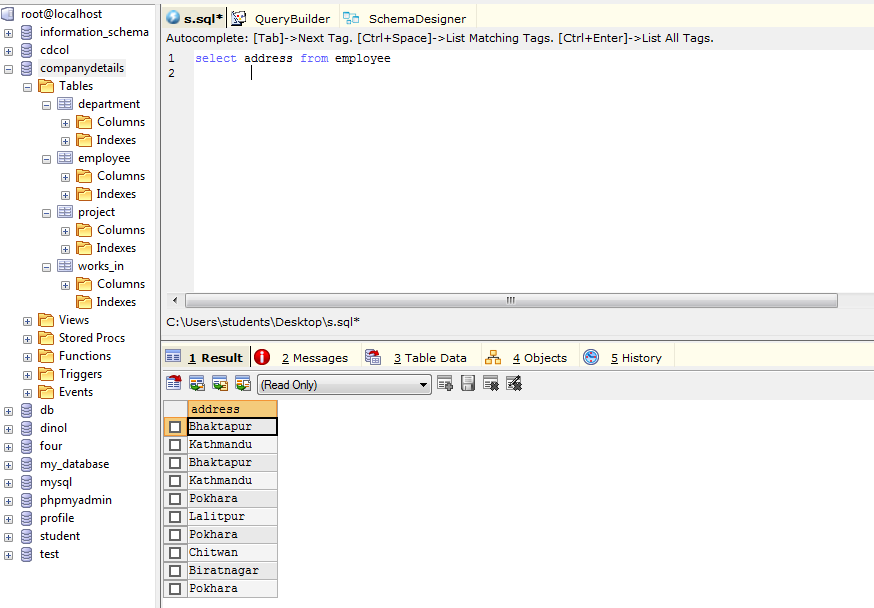 root@localhost
information_schema
cdcol
companydetails
Tables
department
Columns
Indexes
employee
Columns
Indexes
project
Columns
Indexes
works_in
Columns
Indexes
Views
Stored Procs
Functions
Triggers
Events
db
dinol
four
my_database
mysql
phpmyadmin
profile
student
test
s.sql* QueryBuilder SchemaDesigner
Autocomplete: [Tab]->Next Tag. [Ctrl+Space]->List Matching Tags. [Ctrl+Enter]->List All Tags.
1 select address from employee
2
C:\Users\students\Desktop\s.sql*
1 Result 2 Messages 3 Table Data 4 Objects 5 History
(Read Only)
address
Bhaktapur
Kathmandu
Bhaktapur
Kathmandu
Pokhara
Lalitpur
Pokhara
Chitwan
Biratnagar
Pokhara